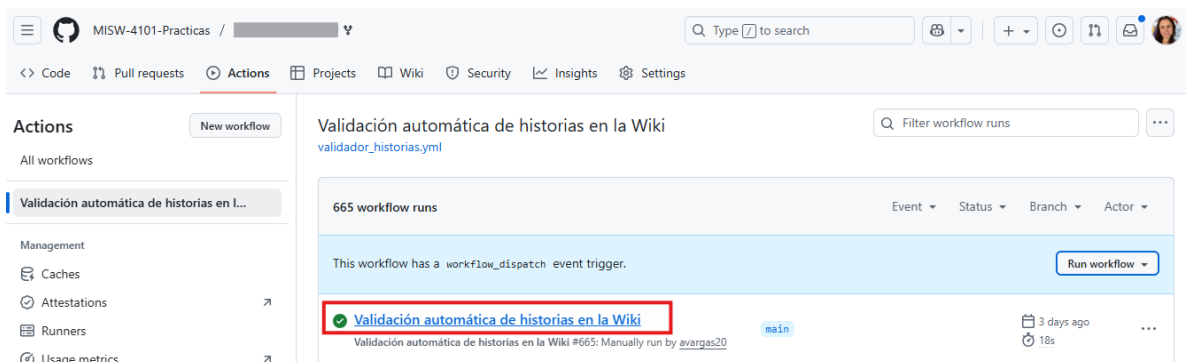 MISW-4101-Practicas /
Type / to search
Code Pull requests Actions Projects Wiki Security Insights Settings
Actions
New workflow
All workflows
Validación automática de historias en l...
Management
Caches
Attestations
Runners
Usage metrics
Validación automática de historias en la Wiki
validador_historias.yml
Filter workflow runs
665 workflow runs
Event Status Branch Actor
This workflow has a workflow_dispatch event trigger.
Run workflow
Validación automática de historias en la Wiki
main
3 days ago
Validación automática de historias en la Wiki #665: Manually run by avargas20
18s